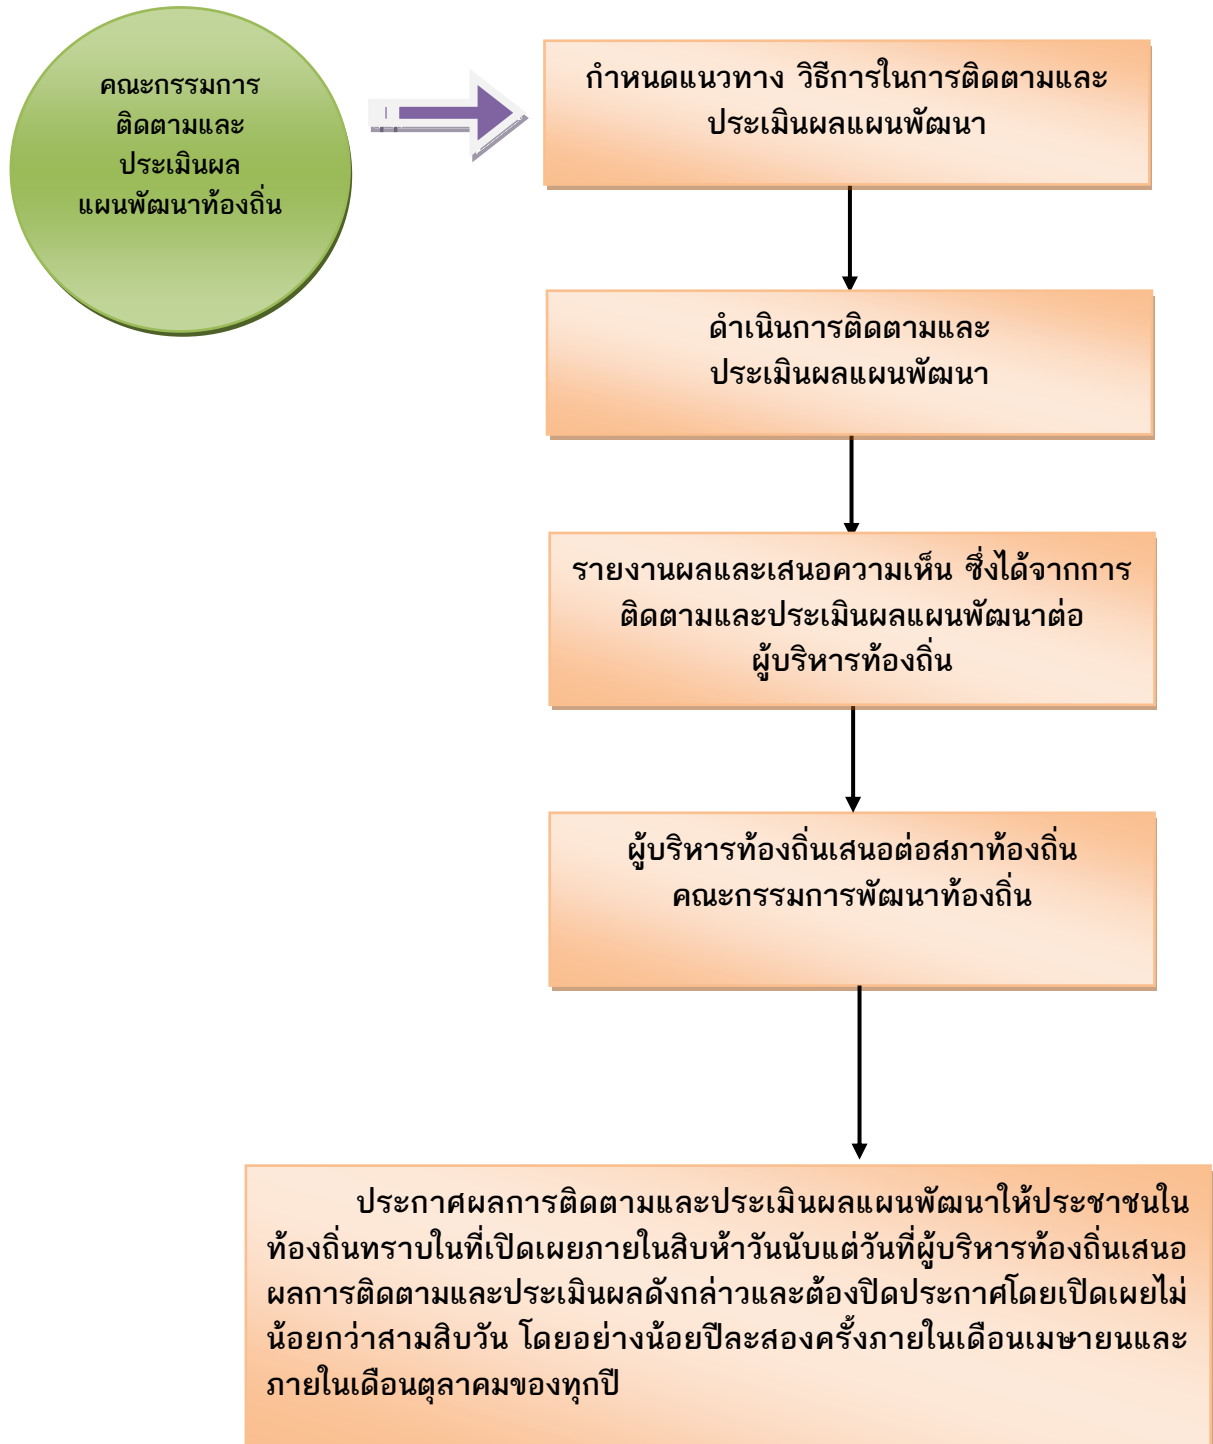 คณะกรรมการ
ติดตามและ
ประเมินผล
แผนพัฒนาท้องถิ่น
กำหนดแนวทาง วิธีการในการติดตามและ
ประเมินผลแผนพัฒนา
ดำเนินการติดตามและ
ประเมินผลแผนพัฒนา
รายงานผลและเสนอความเห็น ซึ่งได้จากการ
ติดตามและประเมินผลแผนพัฒนาต่อ
ผู้บริหารท้องถิ่น
ผู้บริหารท้องถิ่นเสนอต่อสภาท้องถิ่น
คณะกรรมการพัฒนาท้องถิ่น
ประกาศผลการติดตามและประเมินผลแผนพัฒนาให้ประชาชนใน
ท้องถิ่นทราบในที่เปิดเผยภายในสิบห้าวันนับแต่วันที่ผู้บริหารท้องถิ่นเสนอ
ผลการติดตามและประเมินผลดังกล่าวและต้องปิดประกาศโดยเปิดเผยไม่
น้อยกว่าสามสิบวัน โดยอย่างน้อยปีละสองครั้งภายในเดือนเมษายนและ
ภายในเดือนตุลาคมของทุกปี